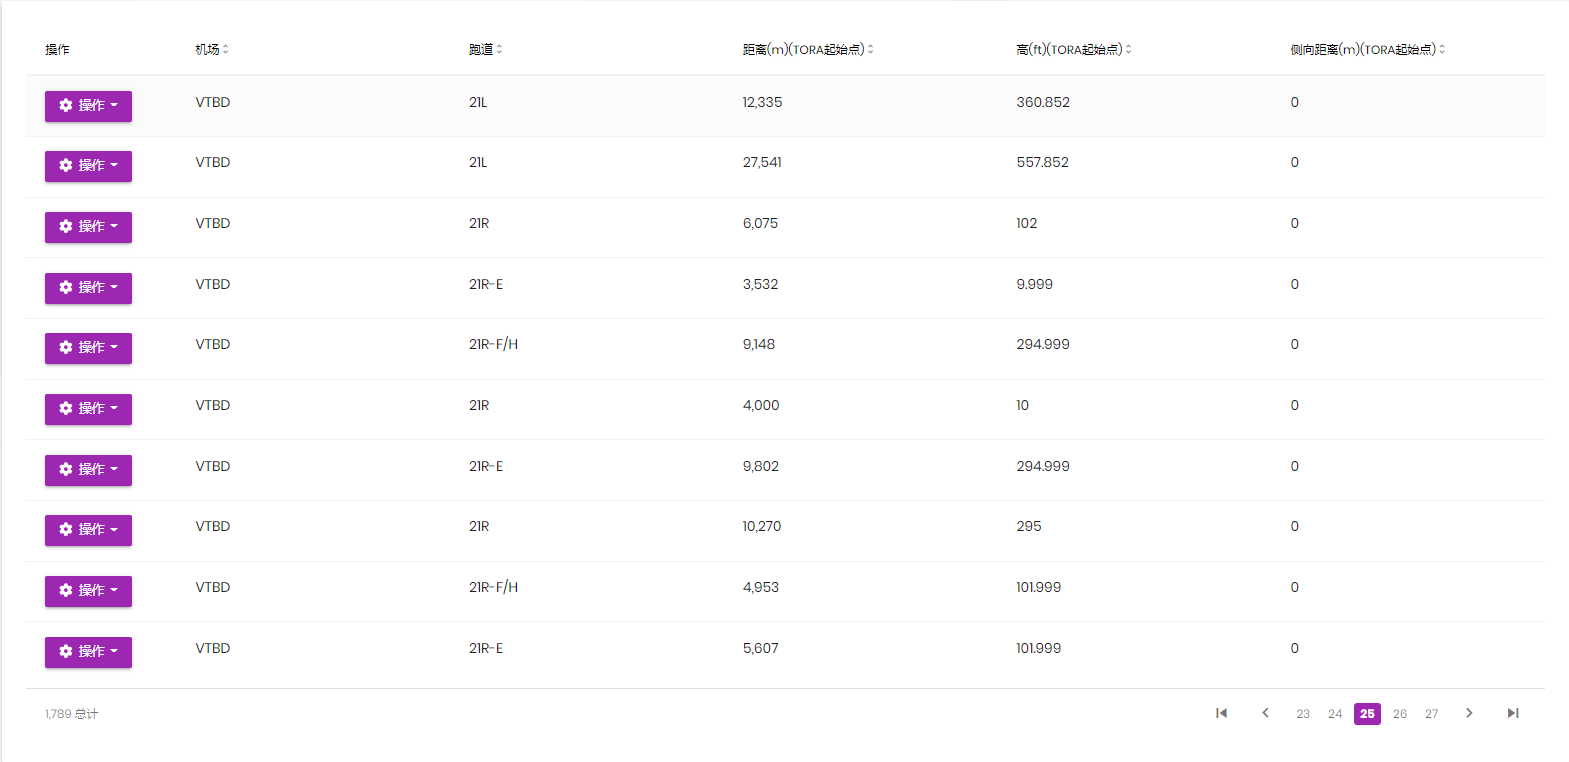 操作 机场 跑道 距离(m)(TORA起始点) 高(ft)(TORA起始点) 侧向距离(m)(TORA起始点)
操作 VTBD 21L 12,335 360.852 0
操作 VTBD 21L 27,541 557.852 0
操作 VTBD 21R 6,075 102 0
操作 VTBD 21R-E 3,532 9.999 0
操作 VTBD 21R-F/H 9,148 294.999 0
操作 VTBD 21R 4,000 10 0
操作 VTBD 21R-E 9,802 294.999 0
操作 VTBD 21R 10,270 295 0
操作 VTBD 21R-F/H 4,953 101.999 0
操作 VTBD 21R-E 5,607 101.999 0
1,789 总计 23 24 25 26 27